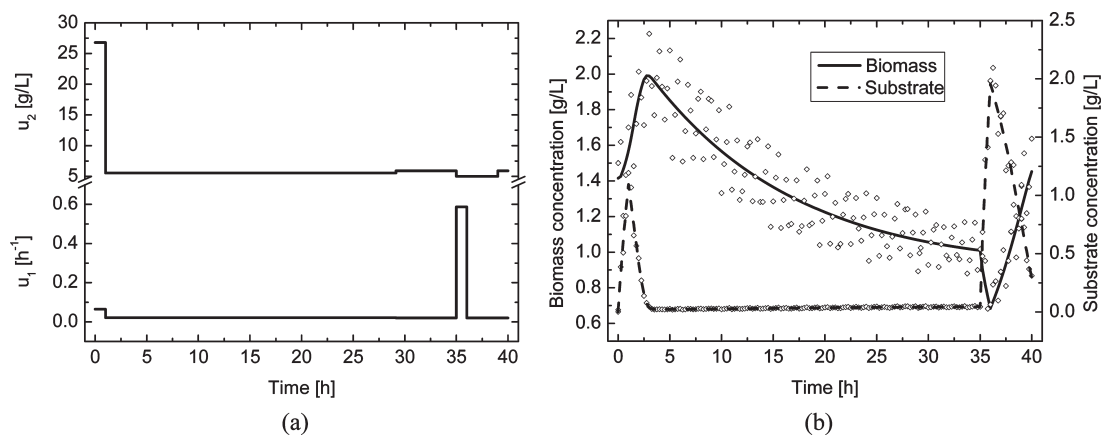 30
25
20
15
10
5
0.6
0.4
0.2
0.0
u2 [g/L]
u1 [h-1]
0 5 10 15 20 25 30 35 40
Time [h]
(a)
2.2
2.0
1.8
1.6
1.4
1.2
1.0
0.8
0.6
Biomass concentration [g/L]
Biomass
Substrate
2.5
2.0
1.5
1.0
0.5
0.0
Substrate concentration [g/L]
0 5 10 15 20 25 30 35 40
Time [h]
(b)